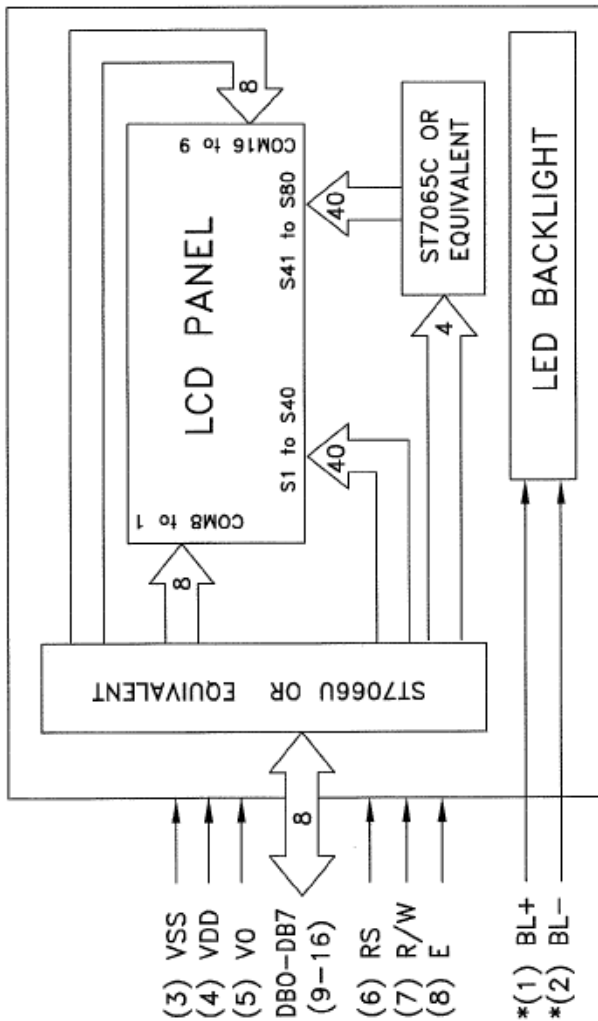 (3) VSS
(4) VDD
(5) VO
DB0-DB7
(9-16)
(6) RS
(7) R/W
(8) E
*(1) BL+
*(2) BL-
8
ST7066U OR EQUIVALENT
8
8
40
4
40
LCD PANEL
COM8 to 1
COM16 to 9
S1 to S40
S41 to S80
ST7065C OR
EQUIVALENT
LED BACKLIGHT